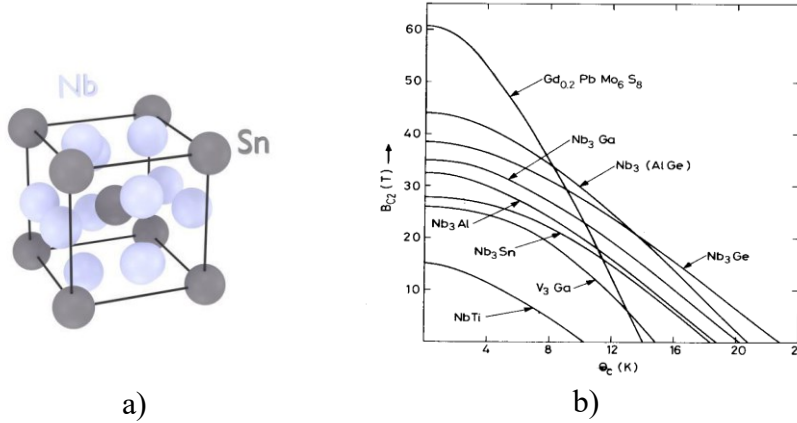 Nb
Sn
a)
60
50
40
30
20
10
B_C2 (T) →
Gd0.2 Pb Mo6 S8
Nb3 Ga
Nb3 (Al Ge)
Nb3 Al
Nb3 Sn
Nb3 Ge
V3 Ga
NbTi
4
8
12
16
20
2
ϴc (K)
b)